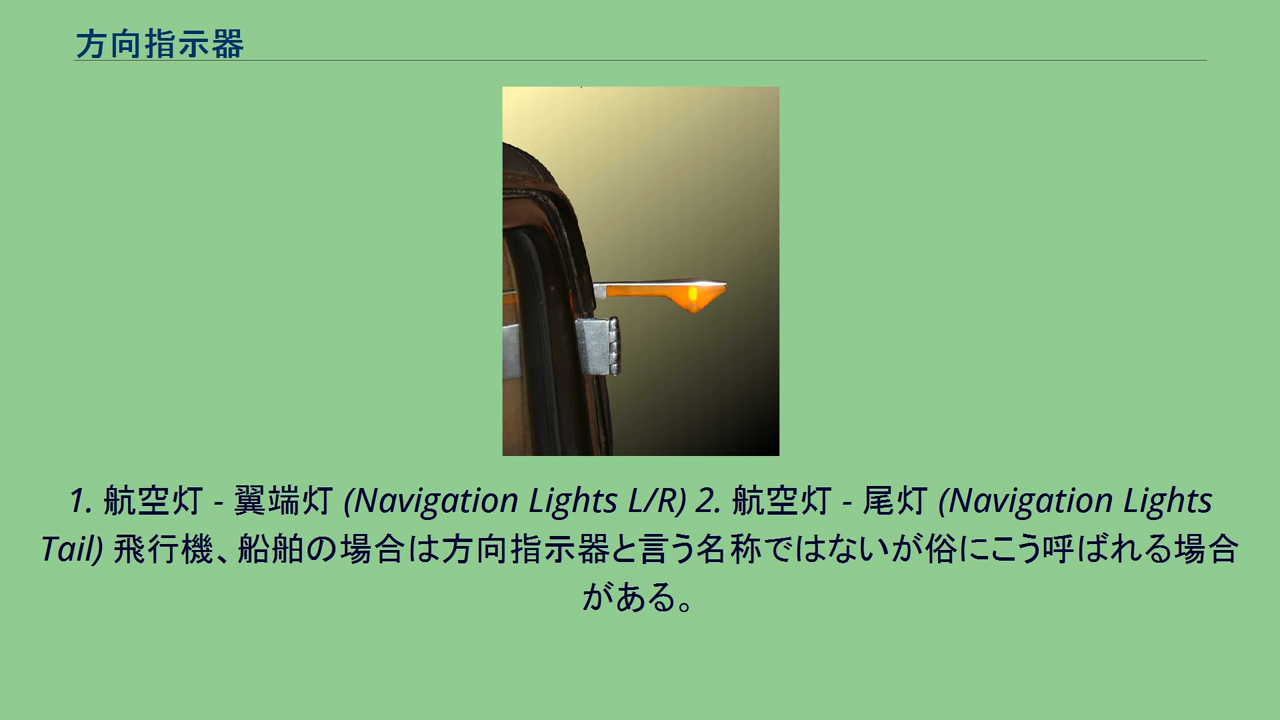 方向指示器
1. 航空灯 - 翼端灯 (Navigation Lights L/R) 2. 航空灯 - 尾灯 (Navigation Lights
Tail) 飛行機、船舶の場合は方向指示器と言う名称ではないが俗にこう呼ばれる場合
がある。